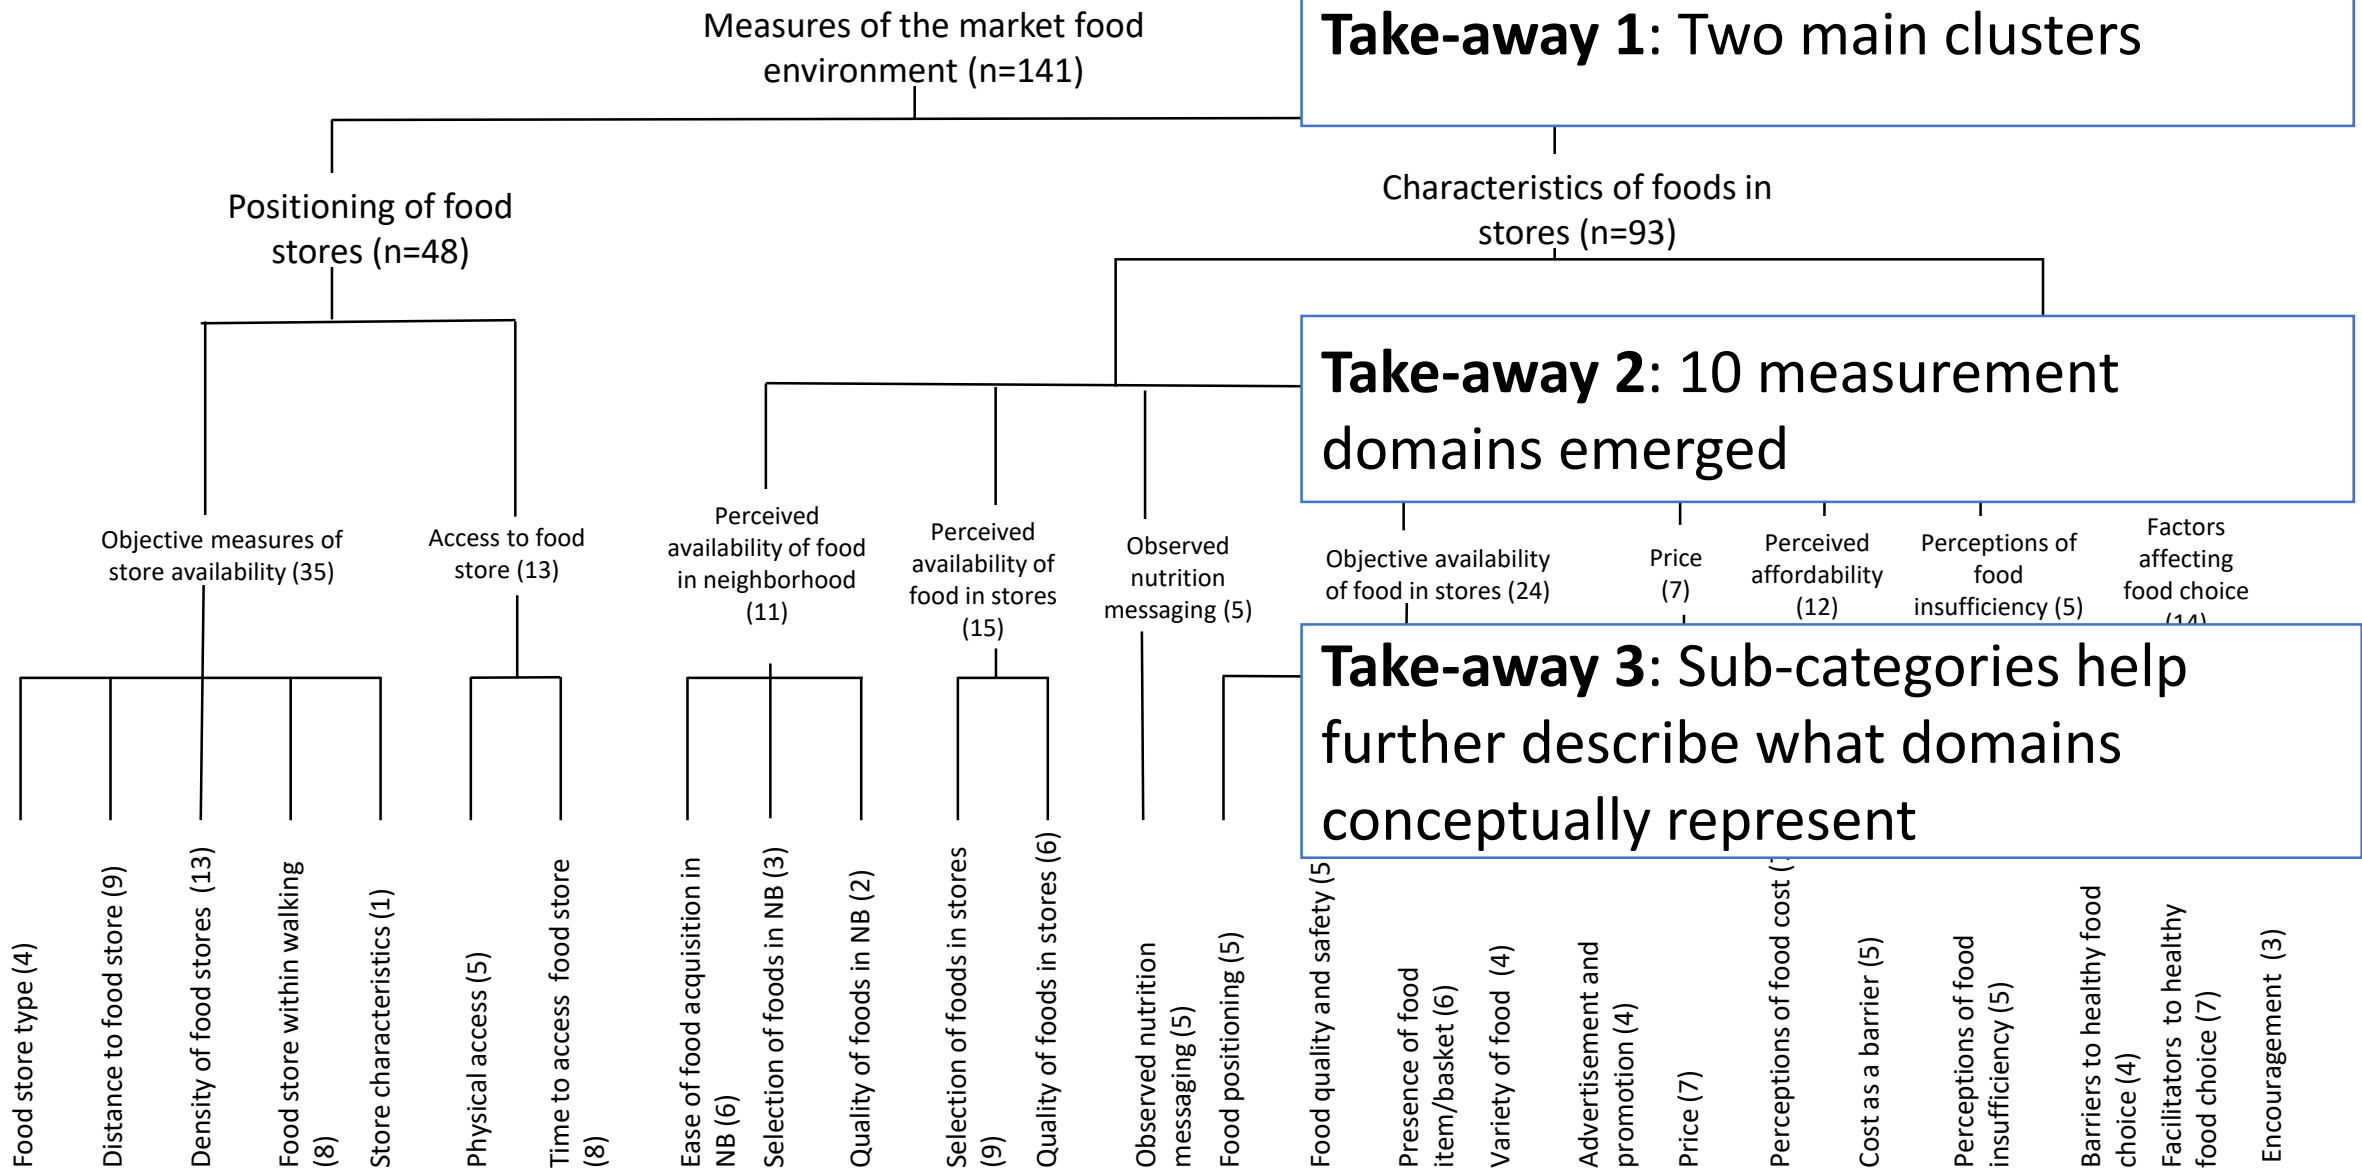 Measures of the market food
environment (n=141)
Take-away 1: Two main clusters
Positioning of food
stores (n=48)
Characteristics of foods in
stores (n=93)
Take-away 2: 10 measurement
domains emerged
Objective measures of
store availability (35)
Access to food
store (13)
Perceived
availability of food
in neighborhood
(11)
Perceived
availability of
food in stores
(15)
Observed
nutrition
messaging (5)
Objective availability
of food in stores (24)
Price
(7)
Perceived
affordability
(12)
Perceptions of
food
insufficiency (5)
Factors
affecting
food choice
(14)
Take-away 3: Sub-categories help
further describe what domains
conceptually represent
Food store type (4)
Distance to food store (9)
Density of food stores (13)
Food store within walking
(8)
Store characteristics (1)
Physical access (5)
Time to access food store
(8)
Ease of food acquisition in
NB (6)
Selection of foods in NB (3)
Quality of foods in NB (2)
Selection of foods in stores
(9)
Quality of foods in stores (6)
Observed nutrition
messaging (5)
Food positioning (5)
Food quality and safety (5
Presence of food
item/basket (6)
Variety of food (4)
Advertisement and
promotion (4)
Price (7)
Perceptions of food cost (
Cost as a barrier (5)
Perceptions of food
insufficiency (5)
Barriers to healthy food
choice (4)
Facilitators to healthy
food choice (7)
Encouragement (3)